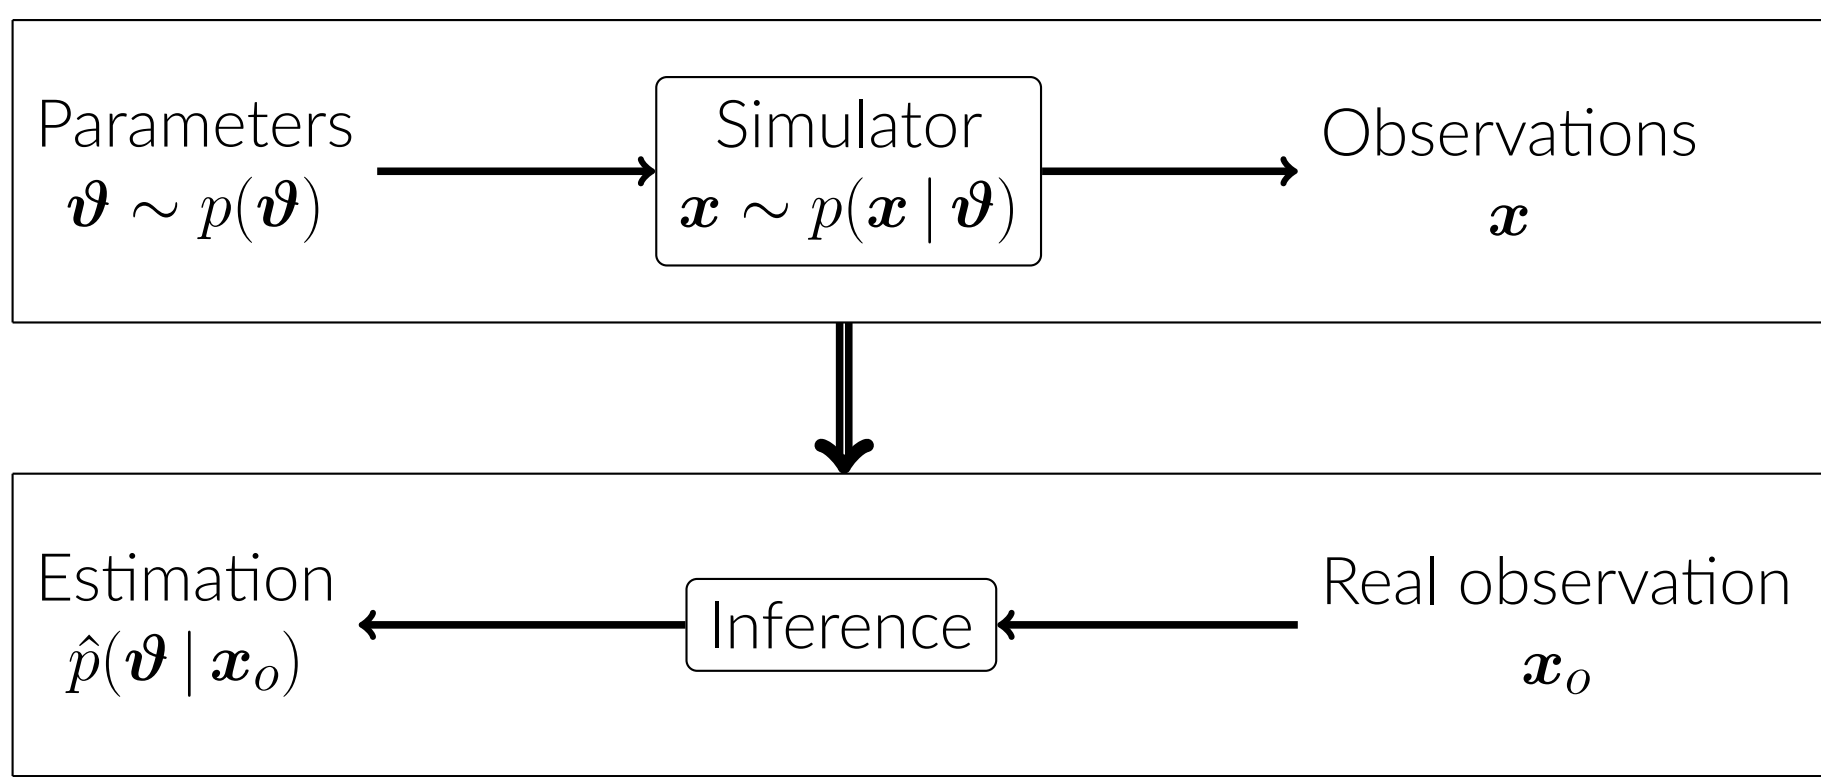 Parameters
𝝑 ∼ p(𝝑)
Simulator
𝒙 ∼ p(𝒙 | 𝝑)
Observations
𝒙
Estimation
p̂(𝝑 | 𝒙ₒ)
Inference
Real observation
𝒙ₒ